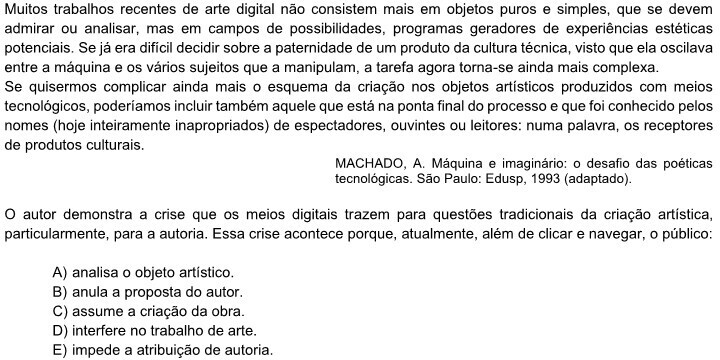 Muitos trabalhos recentes de arte digital não consistem mais em objetos puros e simples, que se devem
admirar ou analisar, mas em campos de possibilidades, programas geradores de experiências estéticas
potenciais. Se já era difícil decidir sobre a paternidade de um produto da cultura técnica, visto que ela oscilava
entre a máquina e os vários sujeitos que a manipulam, a tarefa agora torna-se ainda mais complexa.
Se quisermos complicar ainda mais o esquema da criação nos objetos artísticos produzidos com meios
tecnológicos, poderíamos incluir também aquele que está na ponta final do processo e que foi conhecido pelos
nomes (hoje inteiramente inapropriados) de espectadores, ouvintes ou leitores: numa palavra, os receptores
de produtos culturais.
MACHADO, A. Máquina e imaginário: o desafio das poéticas
tecnológicas. São Paulo: Edusp, 1993 (adaptado).
O autor demonstra a crise que os meios digitais trazem para questões tradicionais da criação artística,
particularmente, para a autoria. Essa crise acontece porque, atualmente, além de clicar e navegar, o público:
A) analisa o objeto artístico.
B) anula a proposta do autor.
C) assume a criação da obra.
D) interfere no trabalho de arte.
E) impede a atribuição de autoria.